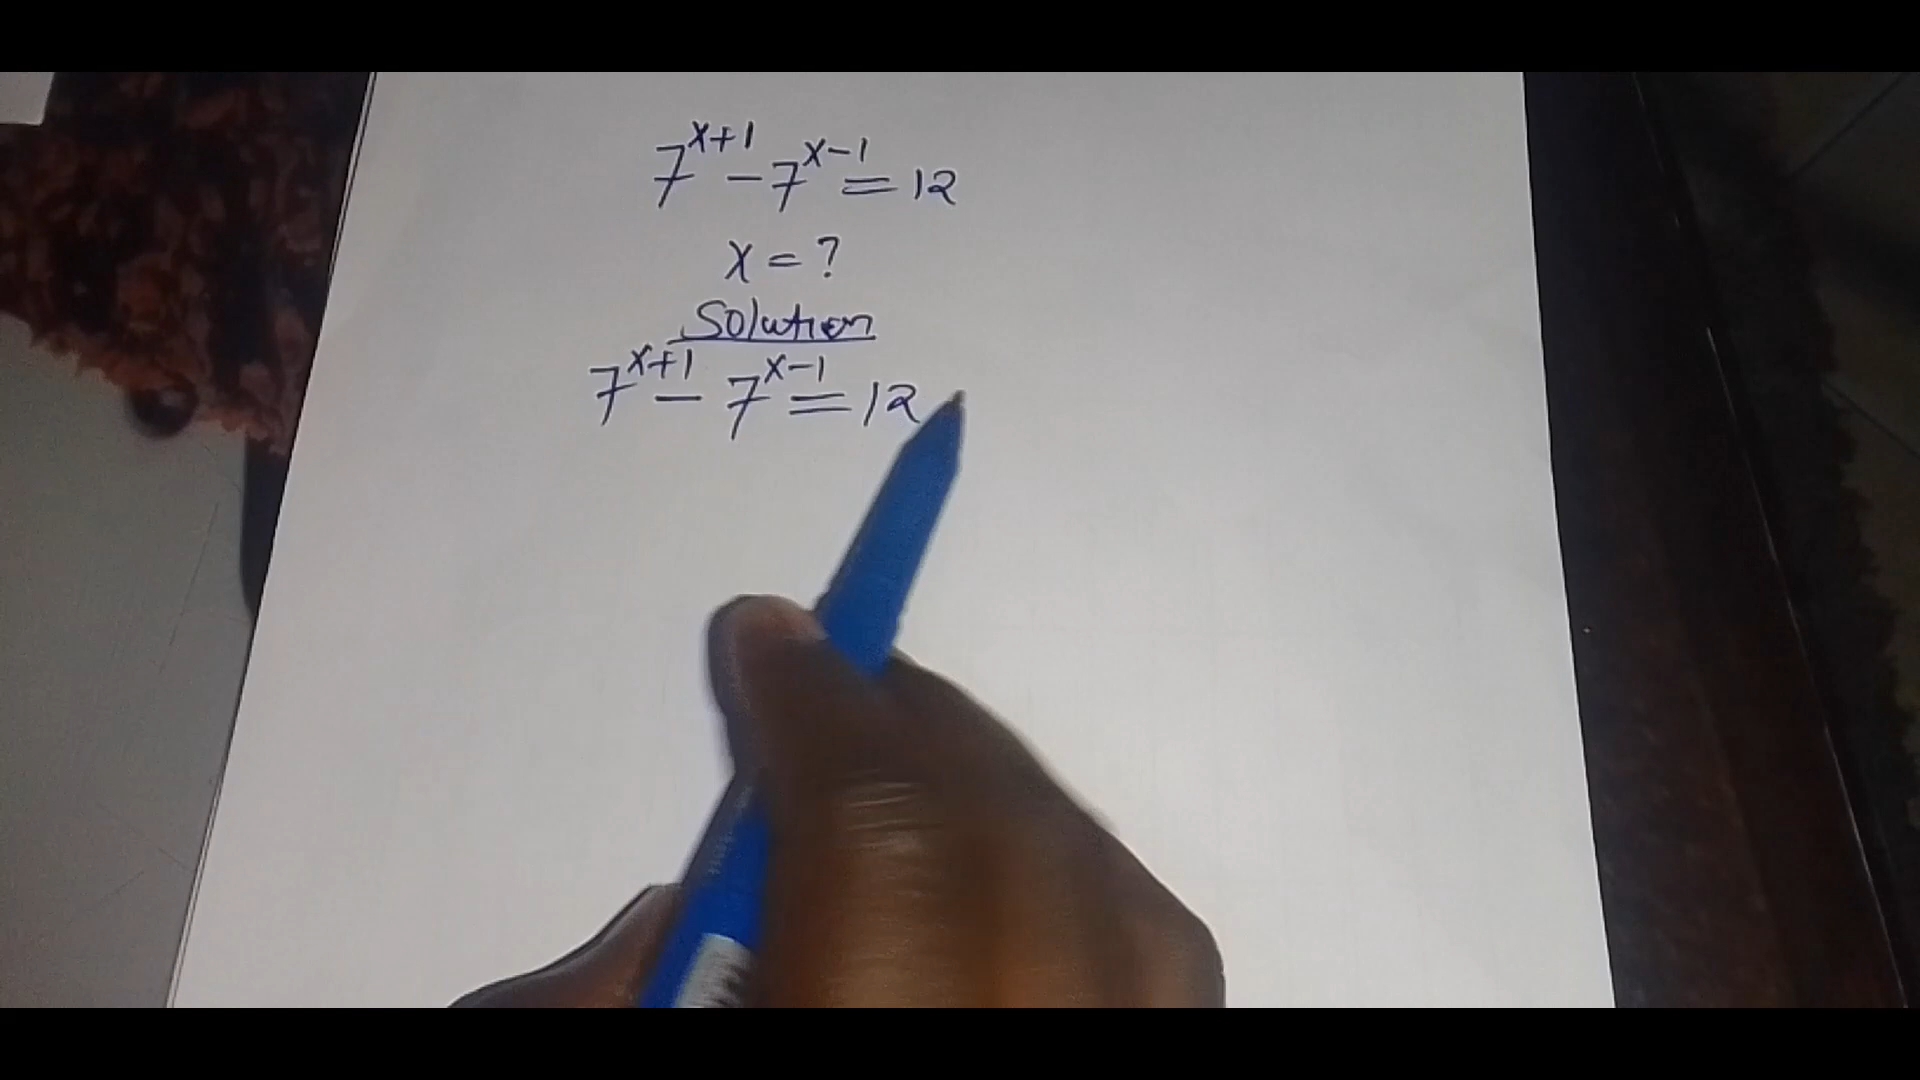 7^{x+1} - 7^{x-1} = 12
x = ?
Solution
7^{x+1} - 7^{x-1} = 12